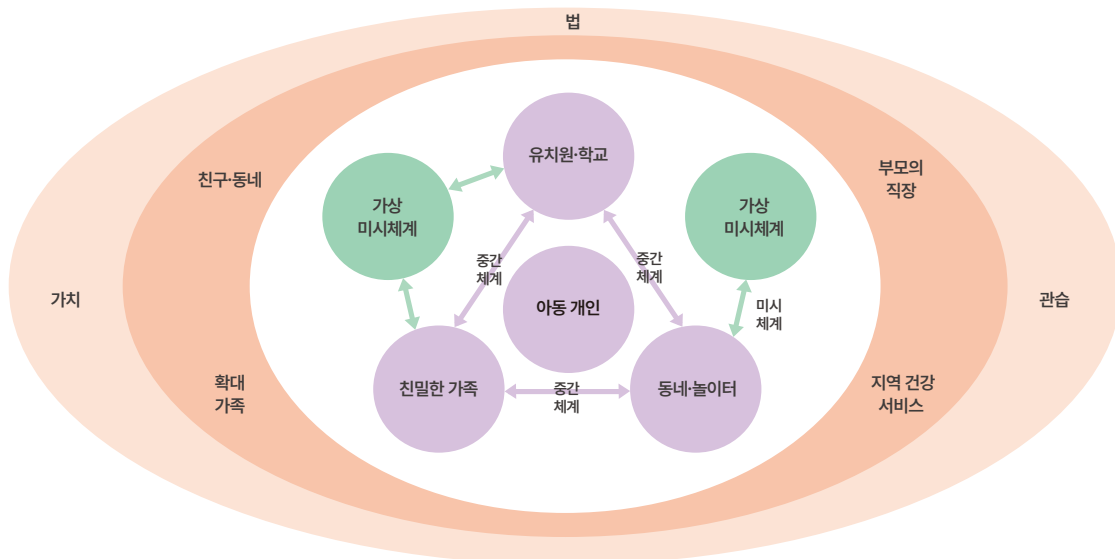 법
유치원·학교
친구·동네
부모의
직장
가상
미시체계
가상
미시체계
중간
체계
중간
체계
가치
아동 개인
미시
체계
관습
확대
가족
친밀한 가족
중간
체계
동네·놀이터
지역 건강
서비스